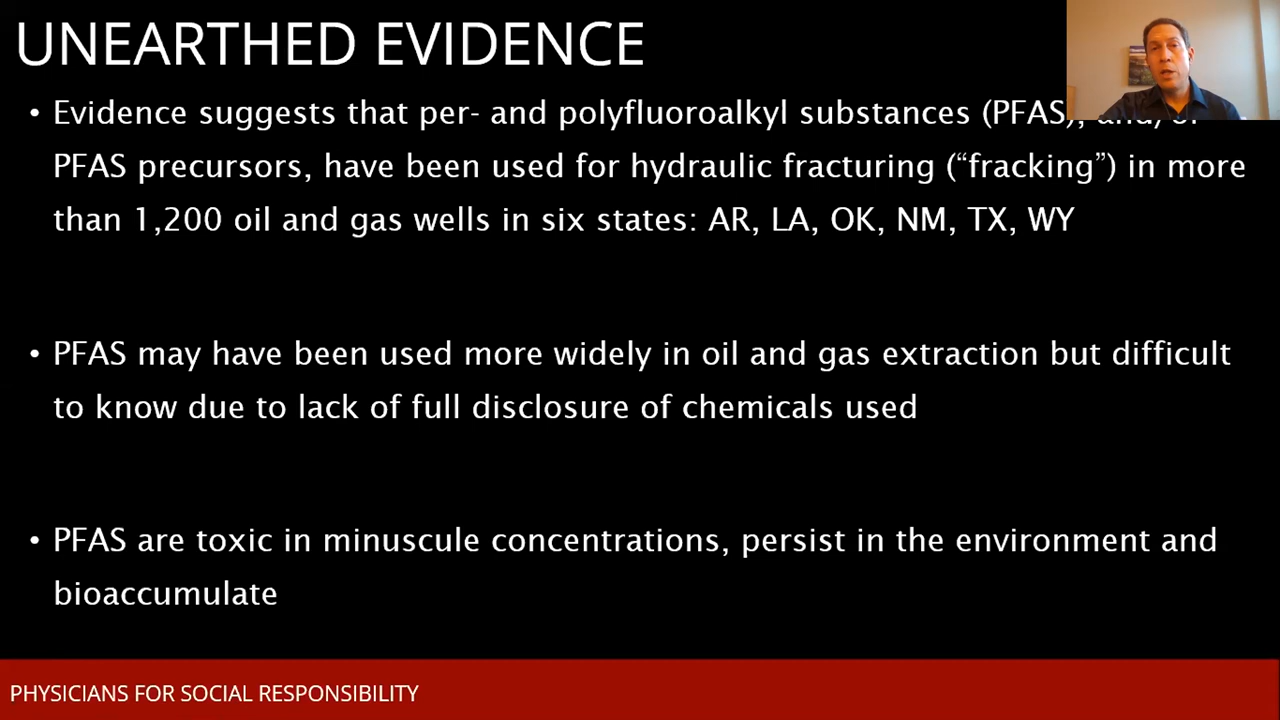 UNEARTHED EVIDENCE
• Evidence suggests that per- and polyfluoroalkyl substances (PFAS), and/or
PFAS precursors, have been used for hydraulic fracturing (“fracking”) in more
than 1,200 oil and gas wells in six states: AR, LA, OK, NM, TX, WY
• PFAS may have been used more widely in oil and gas extraction but difficult
to know due to lack of full disclosure of chemicals used
• PFAS are toxic in minuscule concentrations, persist in the environment and
bioaccumulate
PHYSICIANS FOR SOCIAL RESPONSIBILITY